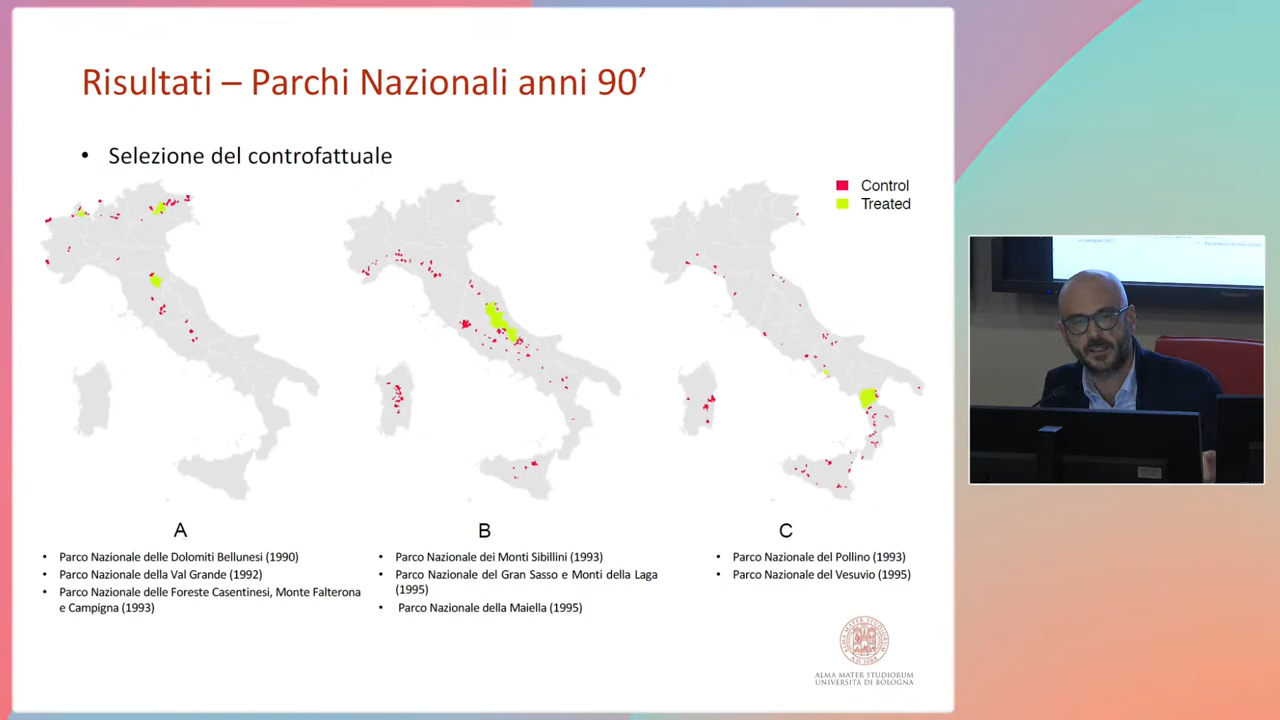 Risultati – Parchi Nazionali anni 90’
• Selezione del controfattuale
Control
Treated
A
• Parco Nazionale delle Dolomiti Bellunesi (1990)
• Parco Nazionale della Val Grande (1992)
• Parco Nazionale delle Foreste Casentinesi, Monte Falterona
e Campigna (1993)
B
• Parco Nazionale dei Monti Sibillini (1993)
• Parco Nazionale del Gran Sasso e Monti della Laga
(1995)
• Parco Nazionale della Maiella (1995)
C
• Parco Nazionale del Pollino (1993)
• Parco Nazionale del Vesuvio (1995)
ALMA MATER STUDIORUM
UNIVERSITÀ DI BOLOGNA